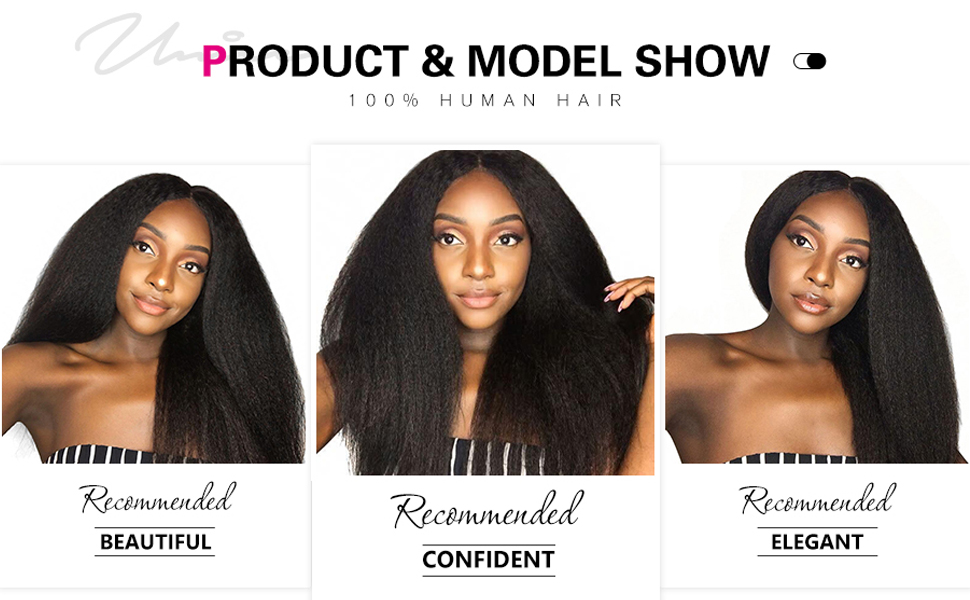 PRODUCT & MODEL SHOW
100% HUMAN HAIR
Recommended
BEAUTIFUL
Recommended
CONFIDENT
Recommended
ELEGANT